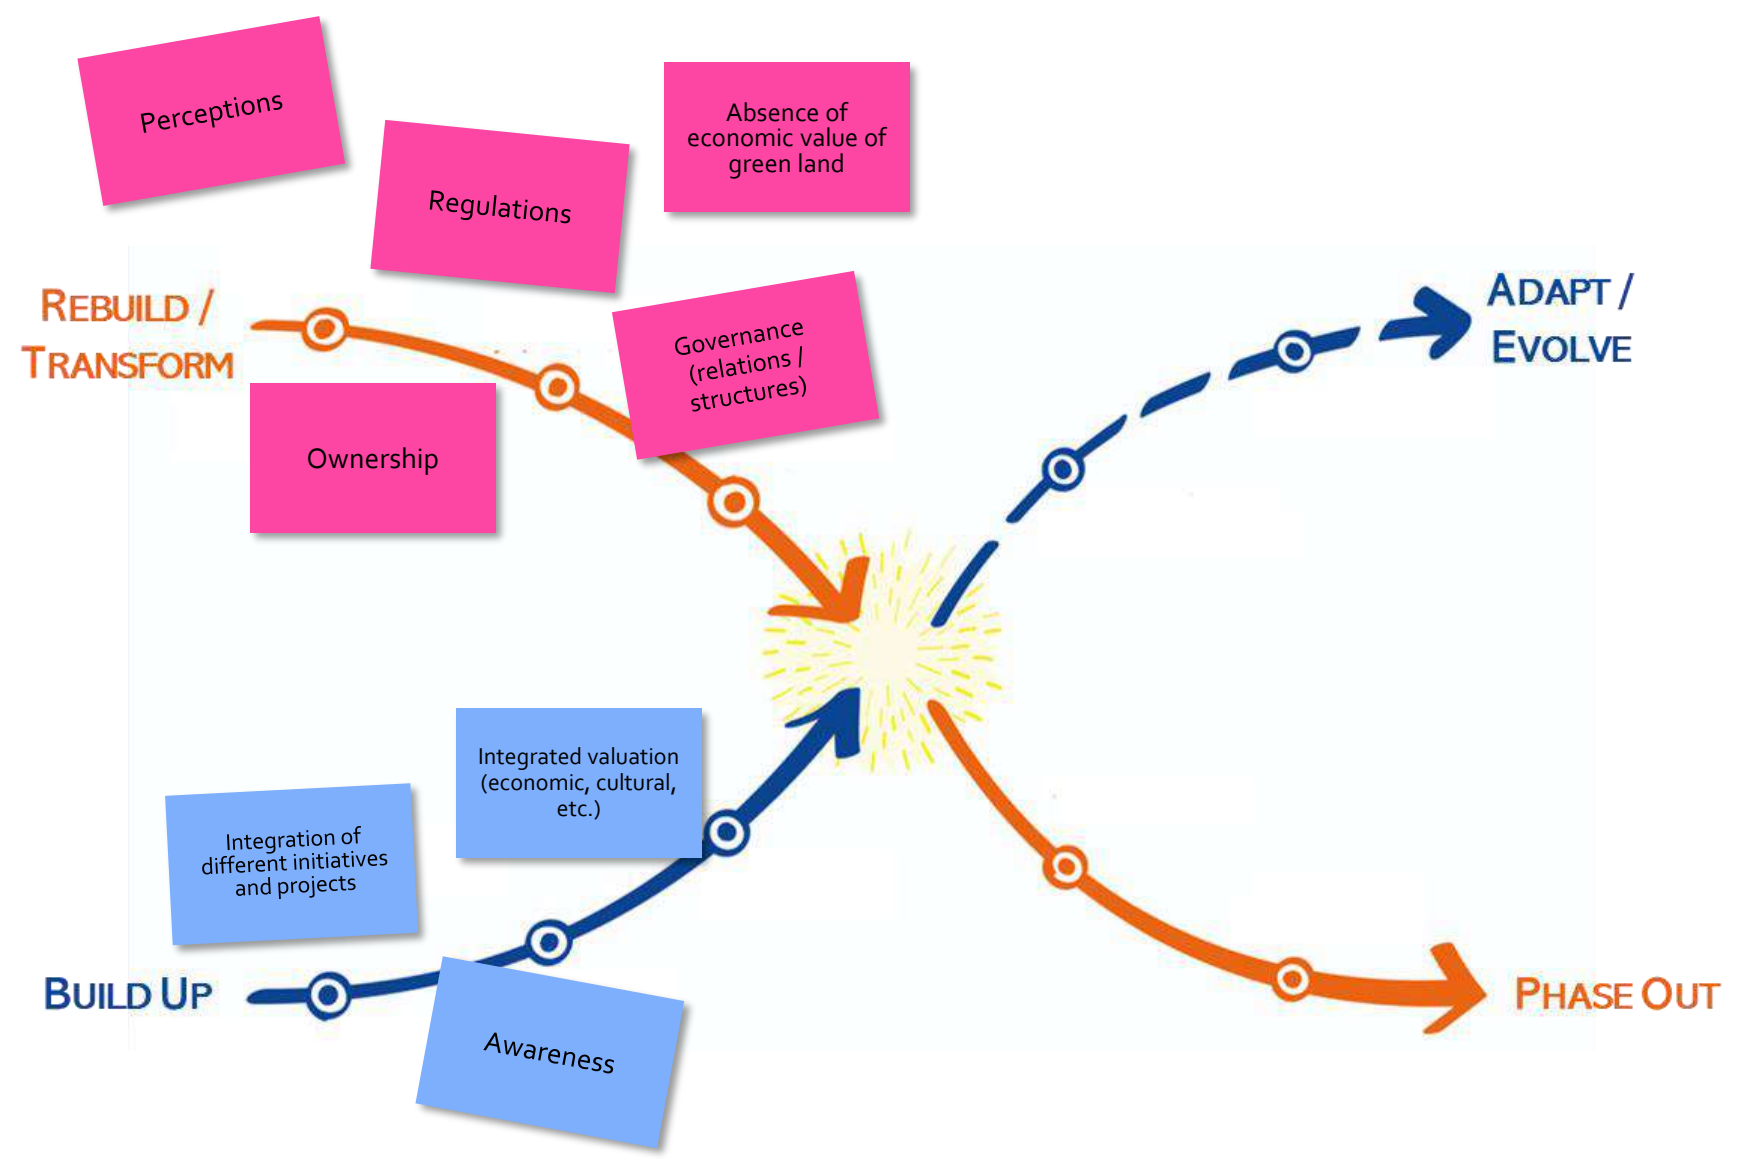 Perceptions
Regulations
Absence of
economic value of
green land
REBUILD /
TRANSFORM
Governance
(relations /
structures)
Ownership
ADAPT /
EVOLVE
Integrated valuation
(economic, cultural,
etc.)
Integration of
different initiatives
and projects
BUILD UP
Awareness
PHASE OUT